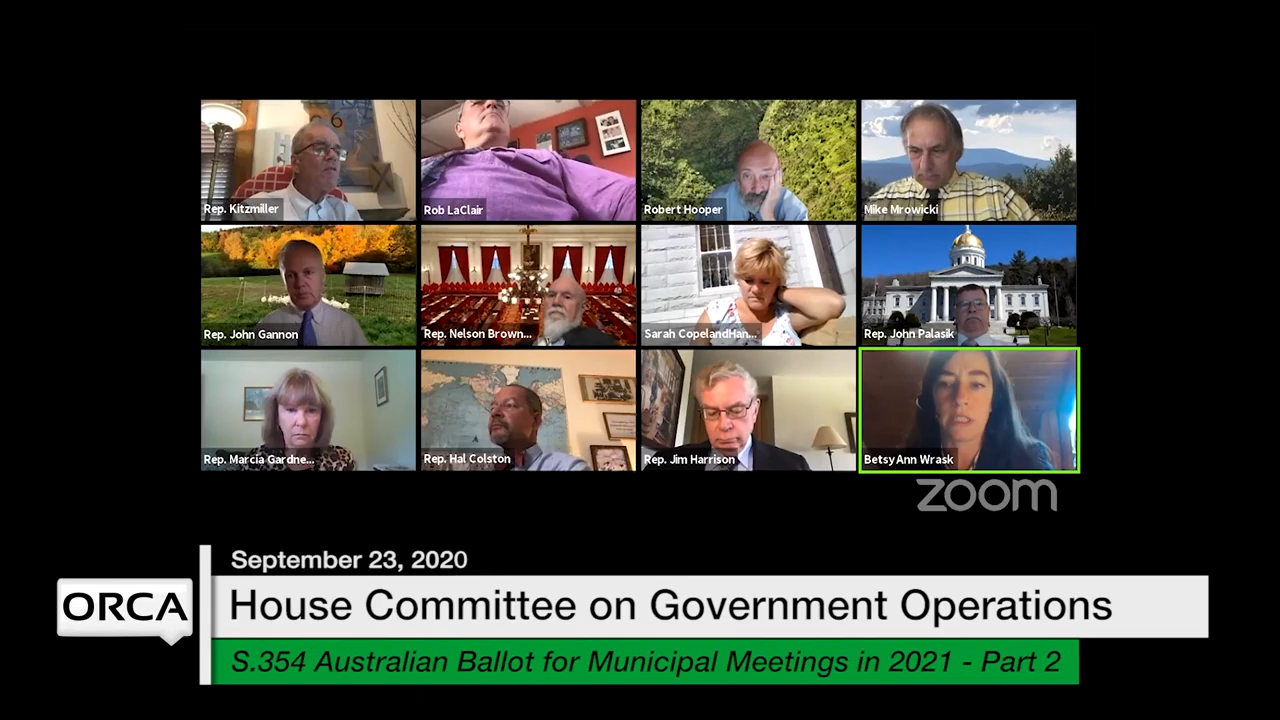 Rep. Kitzmiller
Rob LaClair
Robert Hooper
Mike Mrowicki
Rep. John Gannon
Rep. Nelson Brown...
Sarah CopelandHan...
Rep. John Palasik
Rep. Marcia Gardne...
Rep. Hal Colston
Rep. Jim Harrison
Betsy Ann Wrask
zoom
September 23, 2020
ORCA
House Committee on Government Operations
S.354 Australian Ballot for Municipal Meetings in 2021 - Part 2